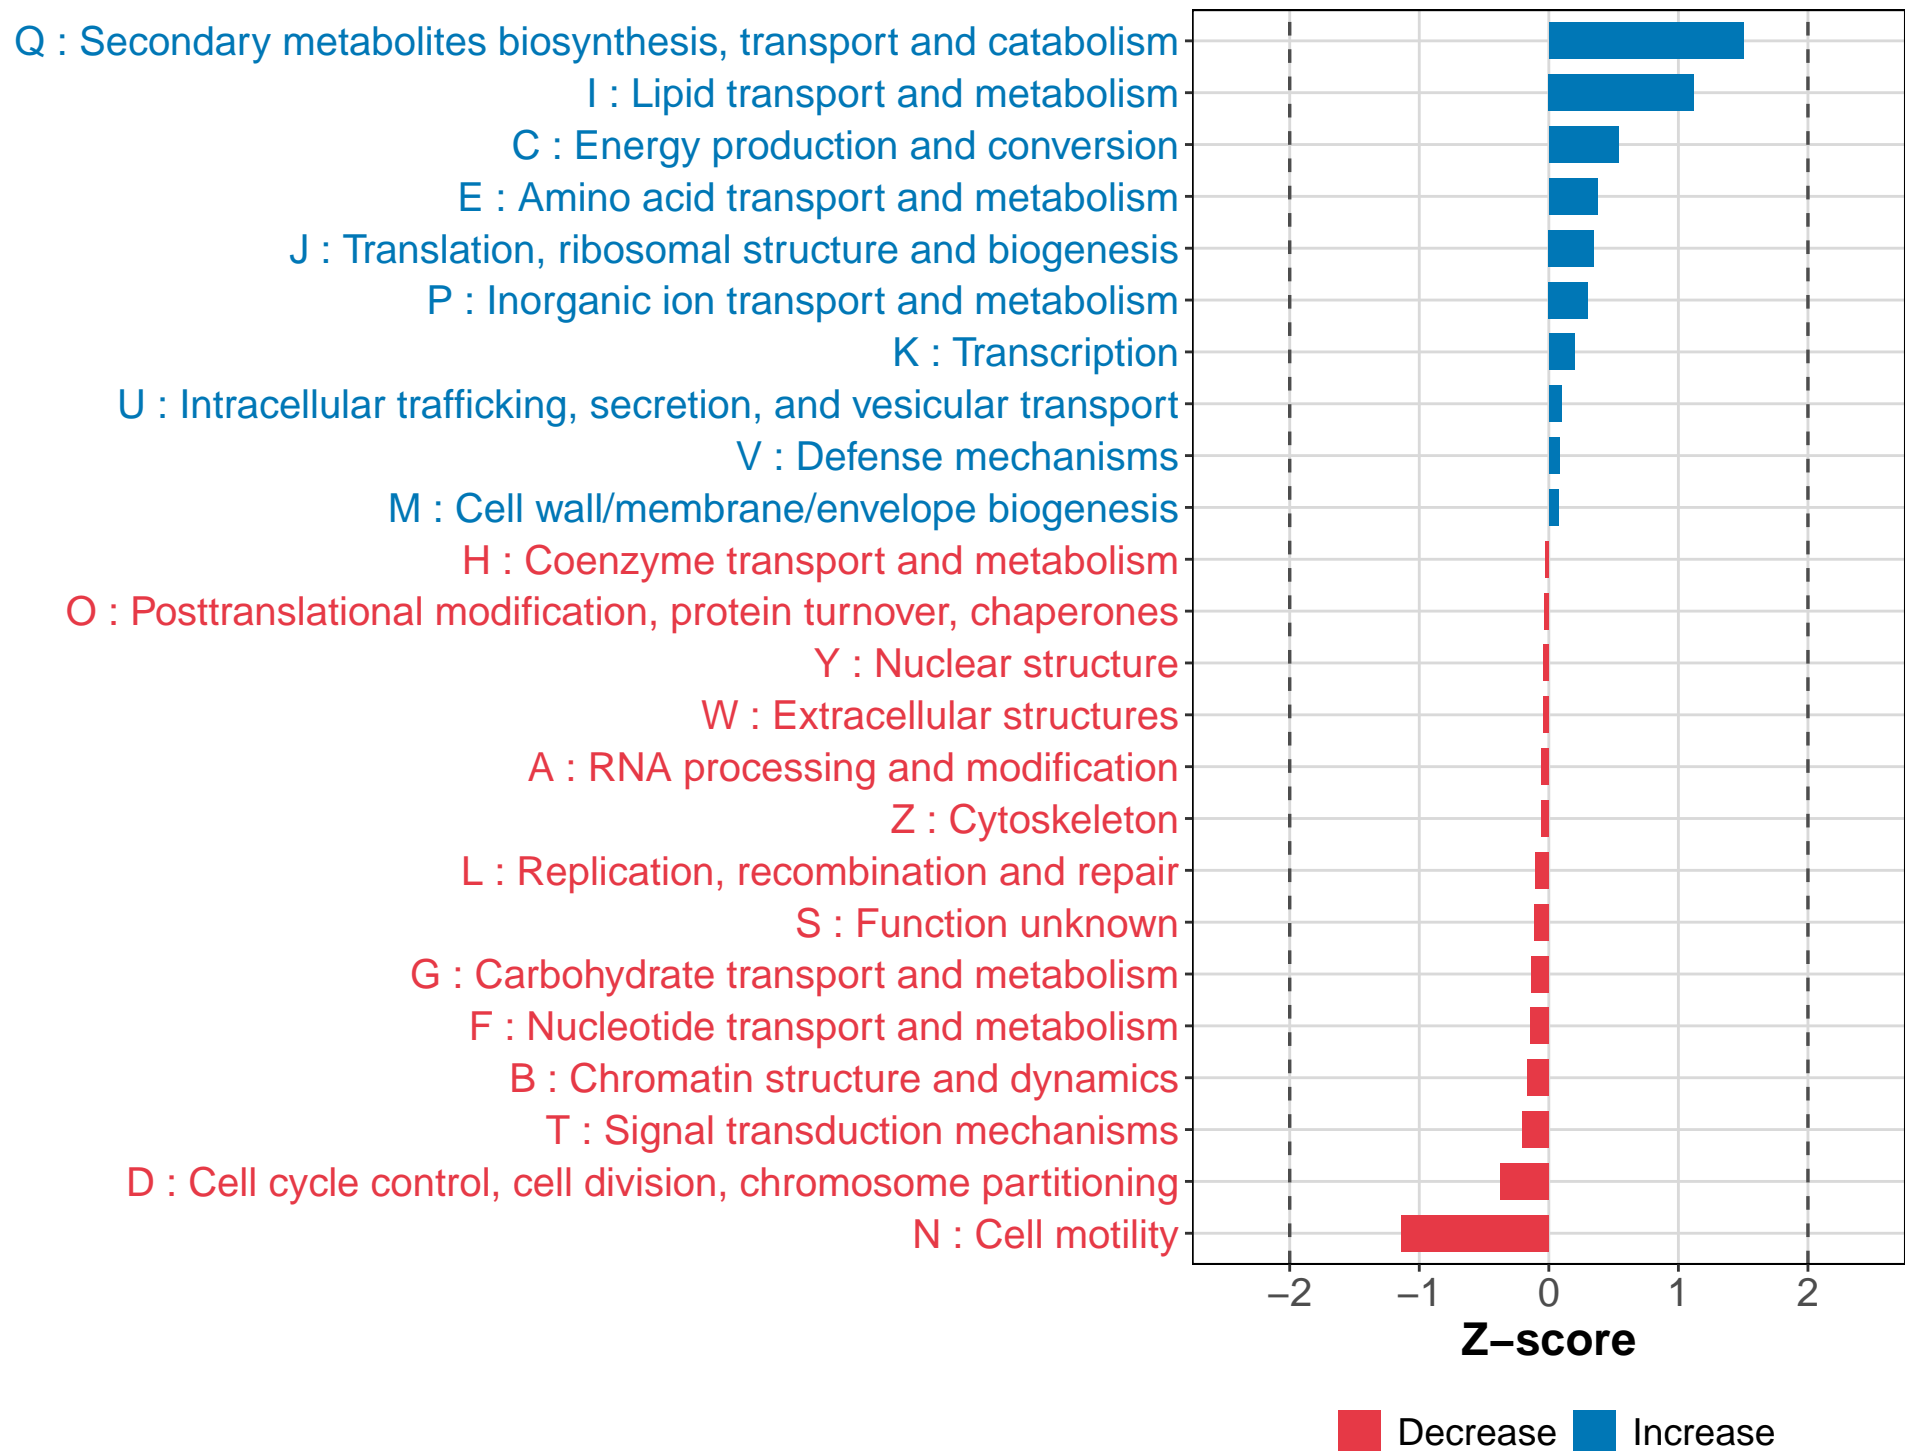 Q : Secondary metabolites biosynthesis, transport and catabolism
I : Lipid transport and metabolism
C : Energy production and conversion
E : Amino acid transport and metabolism
J : Translation, ribosomal structure and biogenesis
P : Inorganic ion transport and metabolism
K : Transcription
U : Intracellular trafficking, secretion, and vesicular transport
V : Defense mechanisms
M : Cell wall/membrane/envelope biogenesis
H : Coenzyme transport and metabolism
O : Posttranslational modification, protein turnover, chaperones
Y : Nuclear structure
W : Extracellular structures
A : RNA processing and modification
Z : Cytoskeleton
L : Replication, recombination and repair
S : Function unknown
G : Carbohydrate transport and metabolism
F : Nucleotide transport and metabolism
B : Chromatin structure and dynamics
T : Signal transduction mechanisms
D : Cell cycle control, cell division, chromosome partitioning
N : Cell motility
−2 −1 0 1 2
Z−score
Decrease Increase